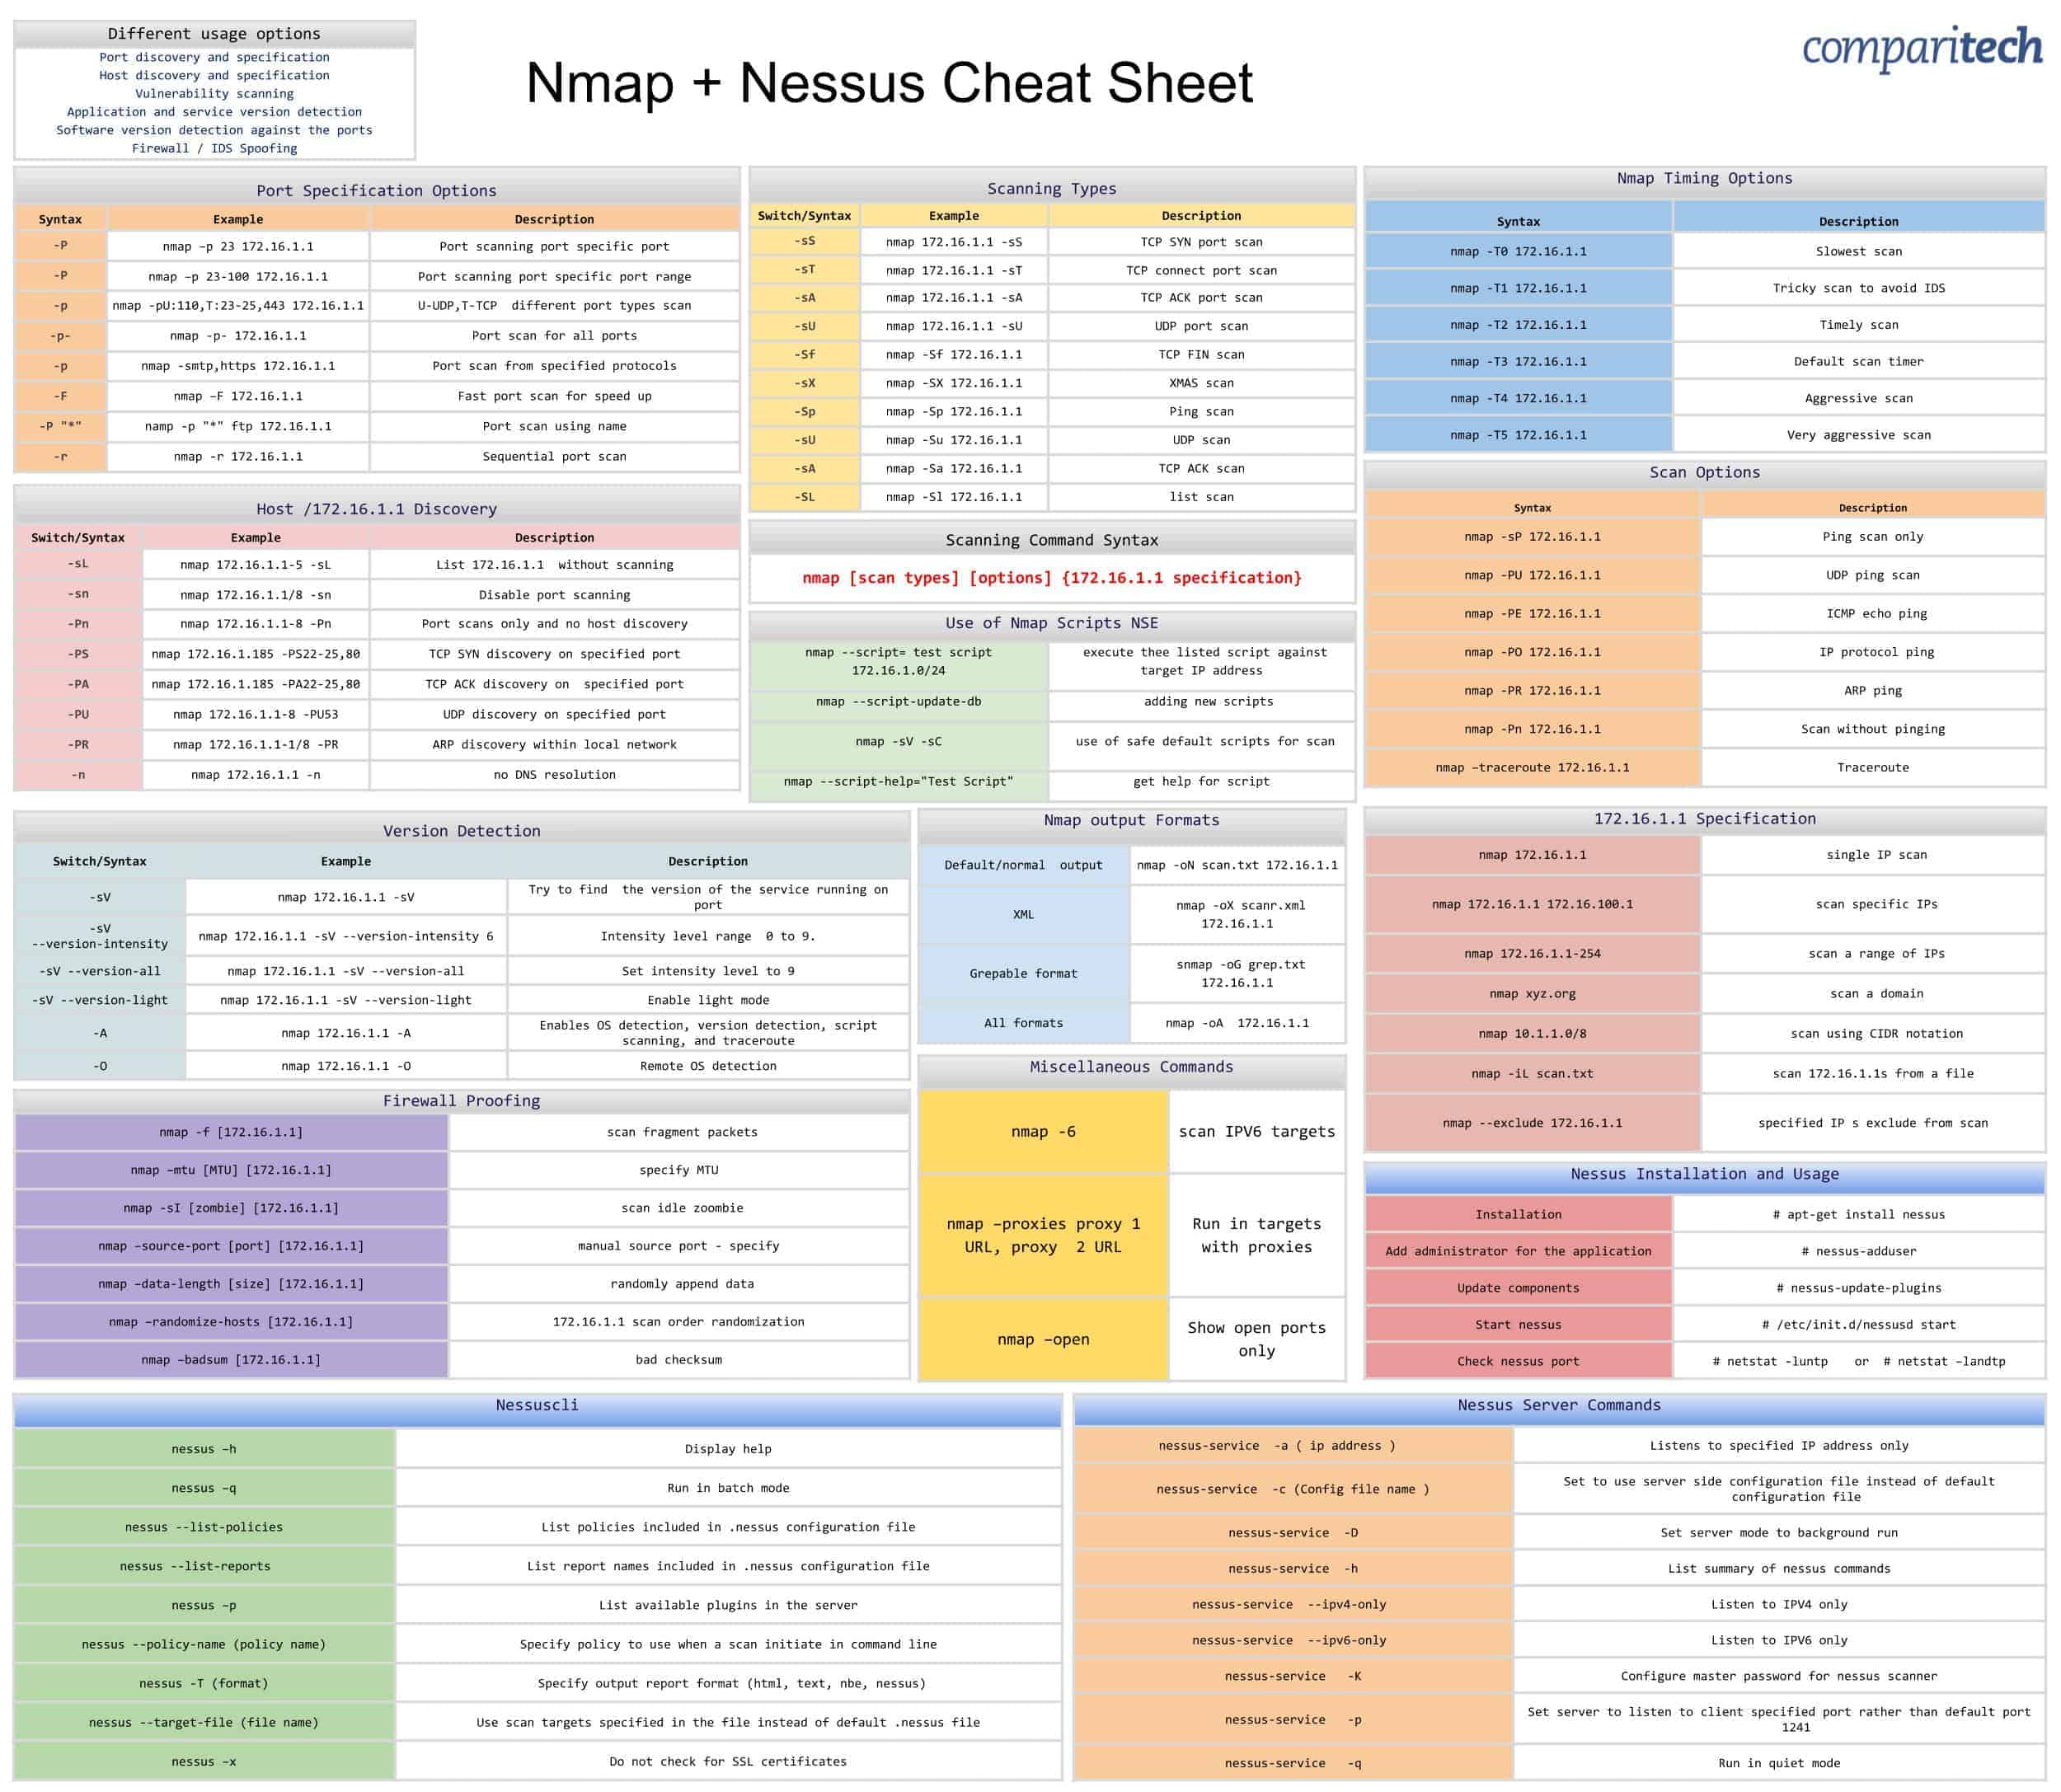 Different usage options
Port discovery and specification
Host discovery and specification
Vulnerability scanning
Application and service version detection
Software version detection against the ports
Firewall / IDS Spoofing
Nmap + Nessus Cheat Sheet
comparitech
Port Specification Options
Syntax Example Description
-P nmap –p 23 172.16.1.1 Port scanning port specific port
-P nmap –p 23-100 172.16.1.1 Port scanning port specific port range
-p nmap -pU:110,T:23-25,443 172.16.1.1 U-UDP,T-TCP different port types scan
-p- nmap -p- 172.16.1.1 Port scan for all ports
-p nmap -smtp,https 172.16.1.1 Port scan from specified protocols
-F nmap –F 172.16.1.1 Fast port scan for speed up
-P "*" namp -p "*" ftp 172.16.1.1 Port scan using name
-r nmap -r 172.16.1.1 Sequential port scan
Host /172.16.1.1 Discovery
Switch/Syntax Example Description
-sL nmap 172.16.1.1-5 -sL List 172.16.1.1 without scanning
-sn nmap 172.16.1.1/8 -sn Disable port scanning
-Pn nmap 172.16.1.1-8 -Pn Port scans only and no host discovery
-PS nmap 172.16.1.185 -PS22-25,80 TCP SYN discovery on specified port
-PA nmap 172.16.1.185 -PA22-25,80 TCP ACK discovery on specified port
-PU nmap 172.16.1.1-8 -PU53 UDP discovery on specified port
-PR nmap 172.16.1.1-1/8 -PR ARP discovery within local network
-n nmap 172.16.1.1 -n no DNS resolution
Scanning Types
Switch/Syntax Example Description
-sS nmap 172.16.1.1 -sS TCP SYN port scan
-sT nmap 172.16.1.1 -sT TCP connect port scan
-sA nmap 172.16.1.1 -sA TCP ACK port scan
-sU nmap 172.16.1.1 -sU UDP port scan
-Sf nmap -Sf 172.16.1.1 TCP FIN scan
-sX nmap -SX 172.16.1.1 XMAS scan
-Sp nmap -Sp 172.16.1.1 Ping scan
-sU nmap -Su 172.16.1.1 UDP scan
-sA nmap -Sa 172.16.1.1 TCP ACK scan
-SL nmap -Sl 172.16.1.1 list scan
Scanning Command Syntax
nmap [scan types] [options] {172.16.1.1 specification}
Use of Nmap Scripts NSE
nmap --script= test script execute thee listed script against
172.16.1.0/24 target IP address
nmap --script-update-db adding new scripts
nmap -sV -sC use of safe default scripts for scan
nmap --script-help="Test Script" get help for script
Nmap Timing Options
Syntax Description
nmap -T0 172.16.1.1 Slowest scan
nmap -T1 172.16.1.1 Tricky scan to avoid IDS
nmap -T2 172.16.1.1 Timely scan
nmap -T3 172.16.1.1 Default scan timer
nmap -T4 172.16.1.1 Aggressive scan
nmap -T5 172.16.1.1 Very aggressive scan
Scan Options
Syntax Description
nmap -sP 172.16.1.1 Ping scan only
nmap -PU 172.16.1.1 UDP ping scan
nmap -PE 172.16.1.1 ICMP echo ping
nmap -PO 172.16.1.1 IP protocol ping
nmap -PR 172.16.1.1 ARP ping
nmap -Pn 172.16.1.1 Scan without pinging
nmap –traceroute 172.16.1.1 Traceroute
Version Detection
Switch/Syntax Example Description
-sV nmap 172.16.1.1 -sV Try to find the version of the service running on
port
-sV
--version-intensity nmap 172.16.1.1 -sV --version-intensity 6 Intensity level range 0 to 9.
-sV --version-all nmap 172.16.1.1 -sV --version-all Set intensity level to 9
-sV --version-light nmap 172.16.1.1 -sV --version-light Enable light mode
-A nmap 172.16.1.1 -A Enables OS detection, version detection, script
scanning, and traceroute
-O nmap 172.16.1.1 -O Remote OS detection
Firewall Proofing
nmap -f [172.16.1.1] scan fragment packets
nmap –mtu [MTU] [172.16.1.1] specify MTU
nmap -sI [zombie] [172.16.1.1] scan idle zoombie
nmap –source-port [port] [172.16.1.1] manual source port - specify
nmap –data-length [size] [172.16.1.1] randomly append data
nmap –randomize-hosts [172.16.1.1] 172.16.1.1 scan order randomization
nmap –badsum [172.16.1.1] bad checksum
Nmap output Formats
Default/normal output nmap -oN scan.txt 172.16.1.1
XML nmap -oX scanr.xml
172.16.1.1
Grepable format snmap -oG grep.txt
172.16.1.1
All formats nmap -oA 172.16.1.1
Miscellaneous Commands
nmap -6 scan IPV6 targets
nmap –proxies proxy 1 Run in targets
URL, proxy 2 URL with proxies
nmap –open Show open ports
only
172.16.1.1 Specification
nmap 172.16.1.1 single IP scan
nmap 172.16.1.1 172.16.100.1 scan specific IPs
nmap 172.16.1.1-254 scan a range of IPs
nmap xyz.org scan a domain
nmap 10.1.1.0/8 scan using CIDR notation
nmap -iL scan.txt scan 172.16.1.1s from a file
nmap --exclude 172.16.1.1 specified IP s exclude from scan
Nessus Installation and Usage
Installation # apt-get install nessus
Add administrator for the application # nessus-adduser
Update components # nessus-update-plugins
Start nessus # /etc/init.d/nessusd start
Check nessus port # netstat -luntp or # netstat –landtp
Nessuscli
nessus –h Display help
nessus –q Run in batch mode
nessus --list-policies List policies included in .nessus configuration file
nessus --list-reports List report names included in .nessus configuration file
nessus –p List available plugins in the server
nessus --policy-name (policy name) Specify policy to use when a scan initiate in command line
nessus -T (format) Specify output report format (html, text, nbe, nessus)
nessus --target-file (file name) Use scan targets specified in the file instead of default .nessus file
nessus –x Do not check for SSL certificates
Nessus Server Commands
nessus-service -a ( ip address ) Listens to specified IP address only
nessus-service -c (Config file name ) Set to use server side configuration file instead of default
configuration file
nessus-service -D Set server mode to background run
nessus-service -h List summary of nessus commands
nessus-service --ipv4-only Listen to IPV4 only
nessus-service --ipv6-only Listen to IPV6 only
nessus-service -K Configure master password for nessus scanner
nessus-service -p Set server to listen to client specified port rather than default port
1241
nessus-service -q Run in quiet mode